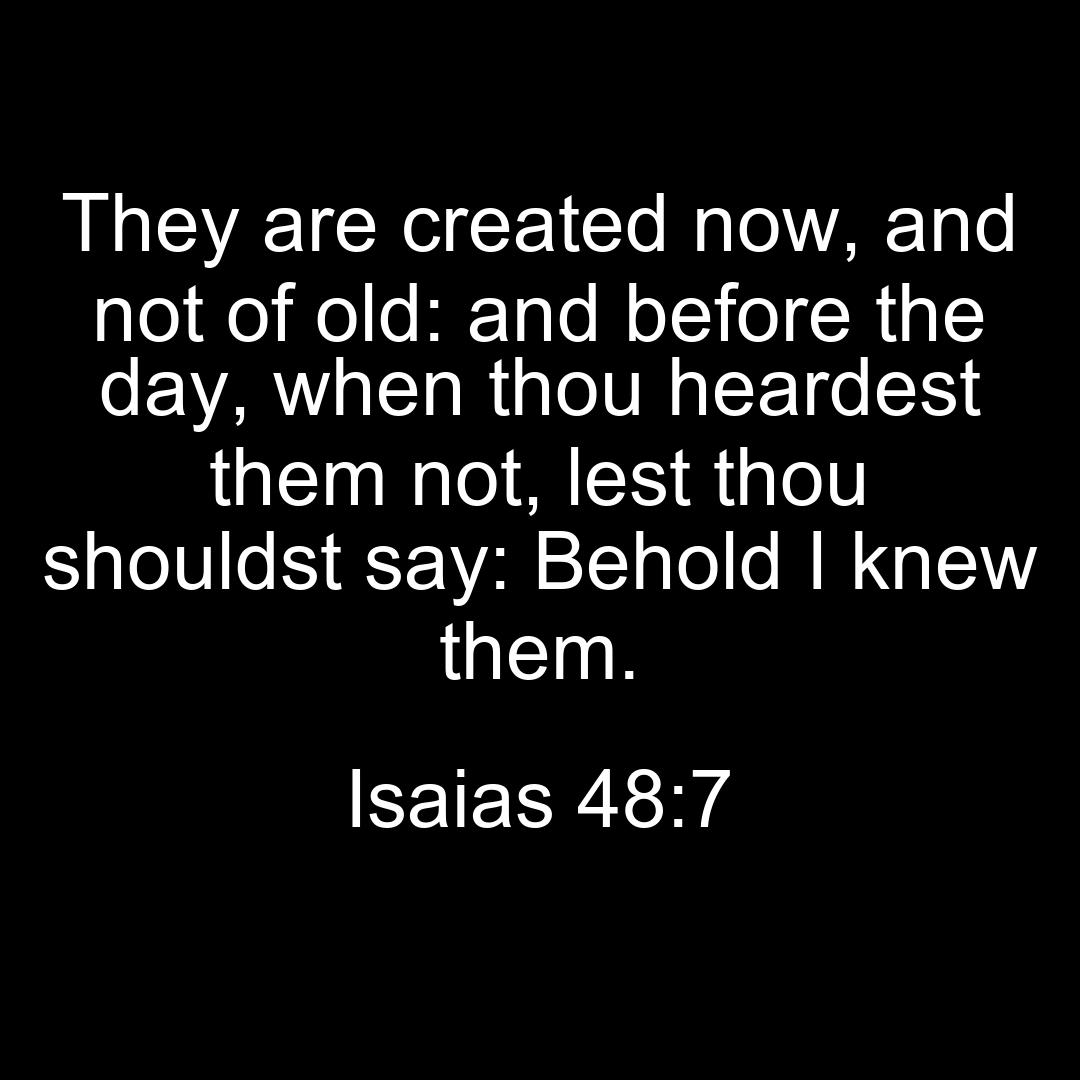 They are created now, and
not of old: and before the
day, when thou heardest
them not, lest thou
shouldst say: Behold I knew
them.
Isaias 48:7